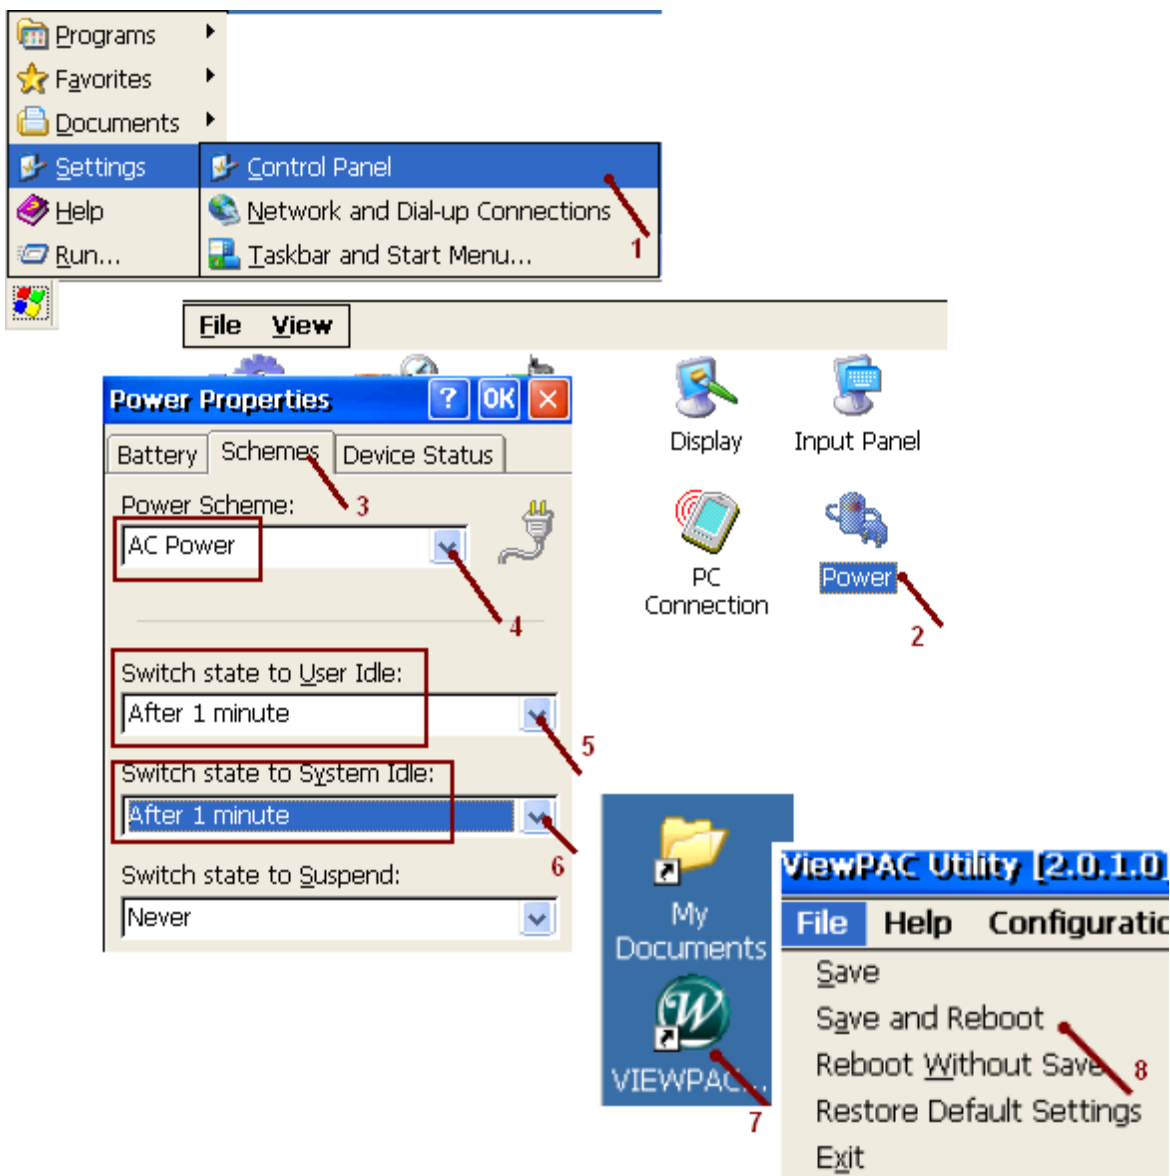 Programs
Favorites
Documents
Settings
Control Panel
Help
Network and Dial-up Connections
1
Run...
Taskbar and Start Menu...
File View
Power Properties ? OK
Battery Schemes Device Status
3
Power Scheme:
AC Power
4
Display
Input Panel
PC
Connection
Power
2
Switch state to User Idle:
After 1 minute
5
Switch state to System Idle:
After 1 minute
6
Switch state to Suspend:
Never
My
Documents
VIEWPAC...
7
ViewPAC Utility [2.0.1.0]
File Help Configuratio
Save
Save and Reboot
Reboot Without Save
8
Restore Default Settings
Exit